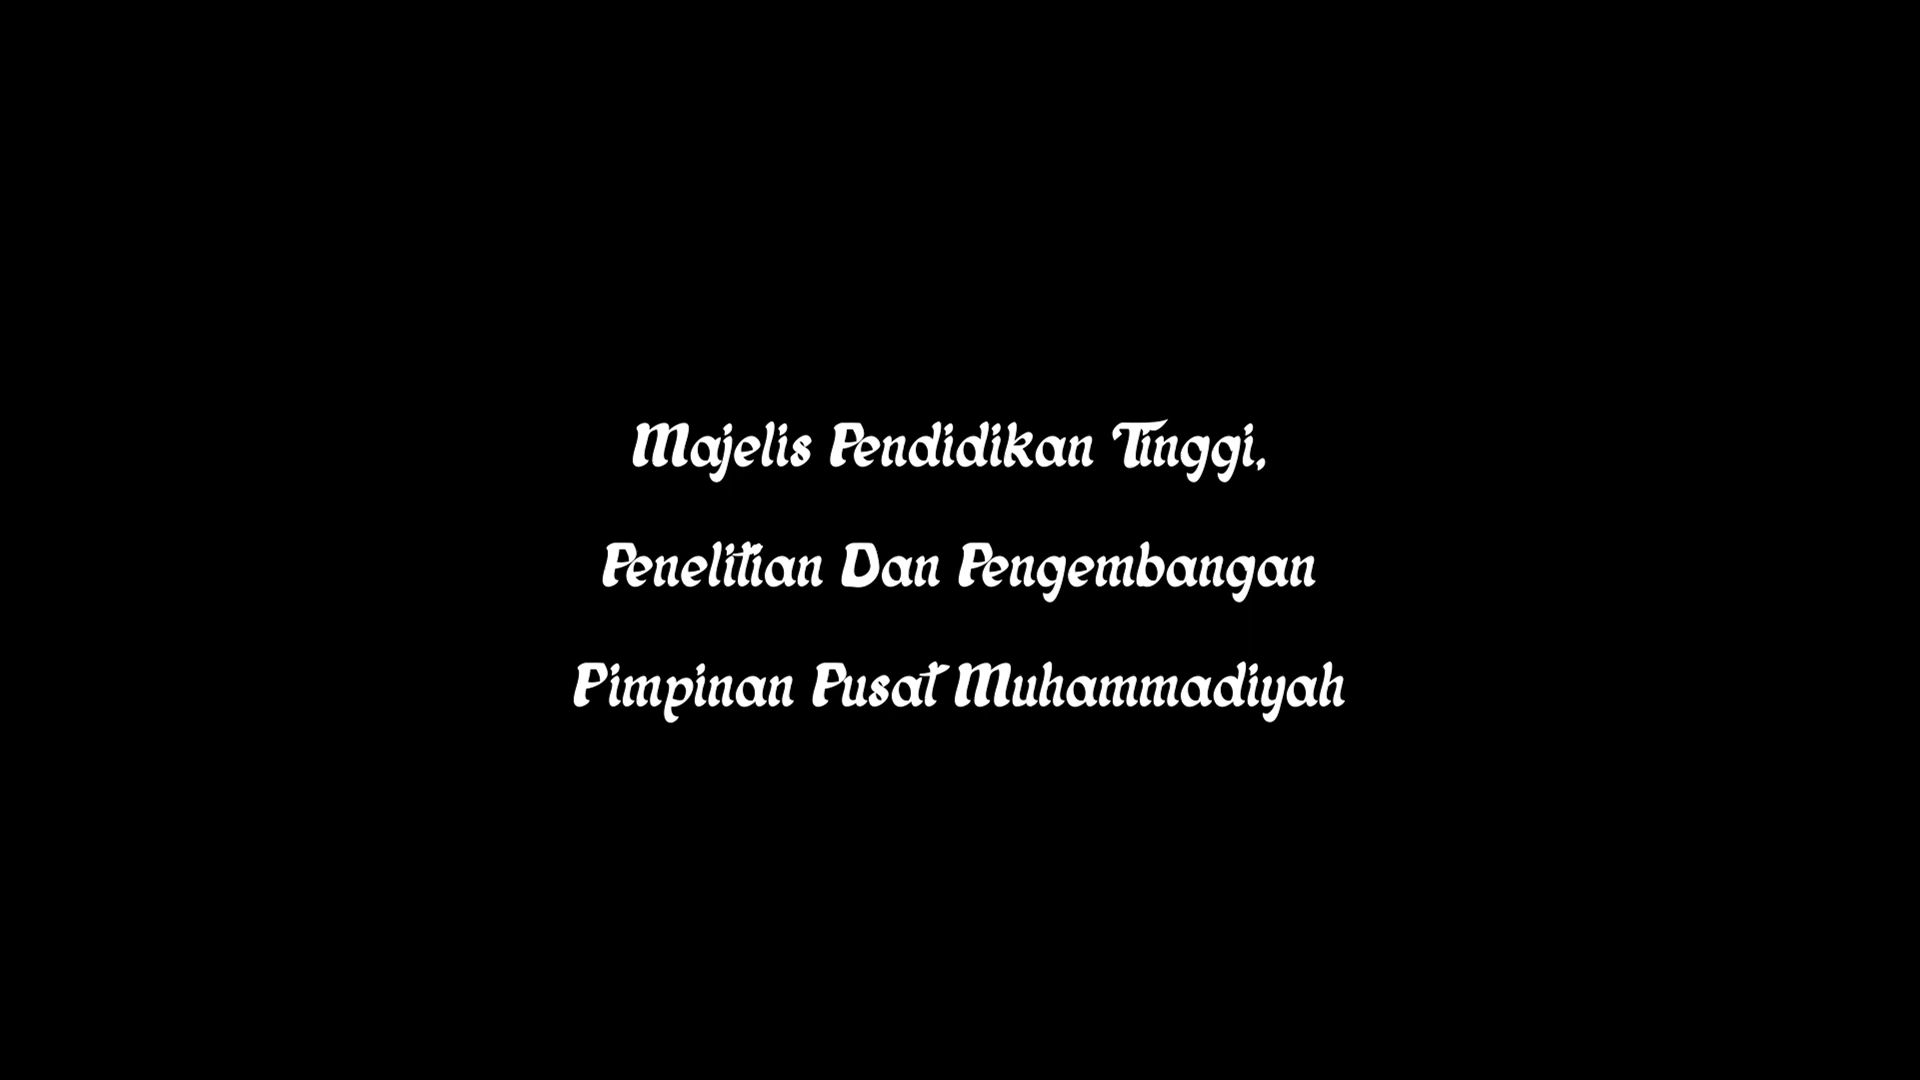 Majelis Pendidikan Tinggi,
Penelitian Dan Pengembangan
Pimpinan Pusat Muhammadiyah